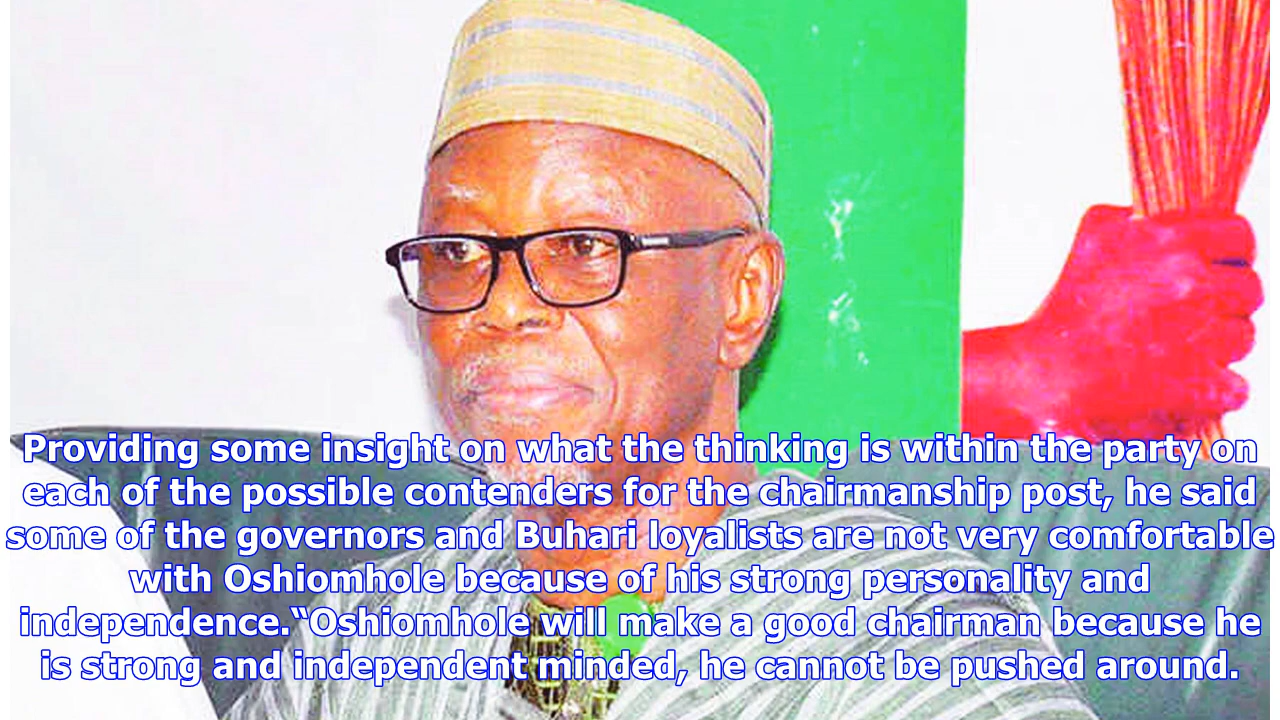 Providing some insight on what the thinking is within the party on
each of the possible contenders for the chairmanship post, he said
some of the governors and Buhari loyalists are not very comfortable
with Oshiomhole because of his strong personality and
independence.“Oshiomhole will make a good chairman because he
is strong and independent minded, he cannot be pushed around.